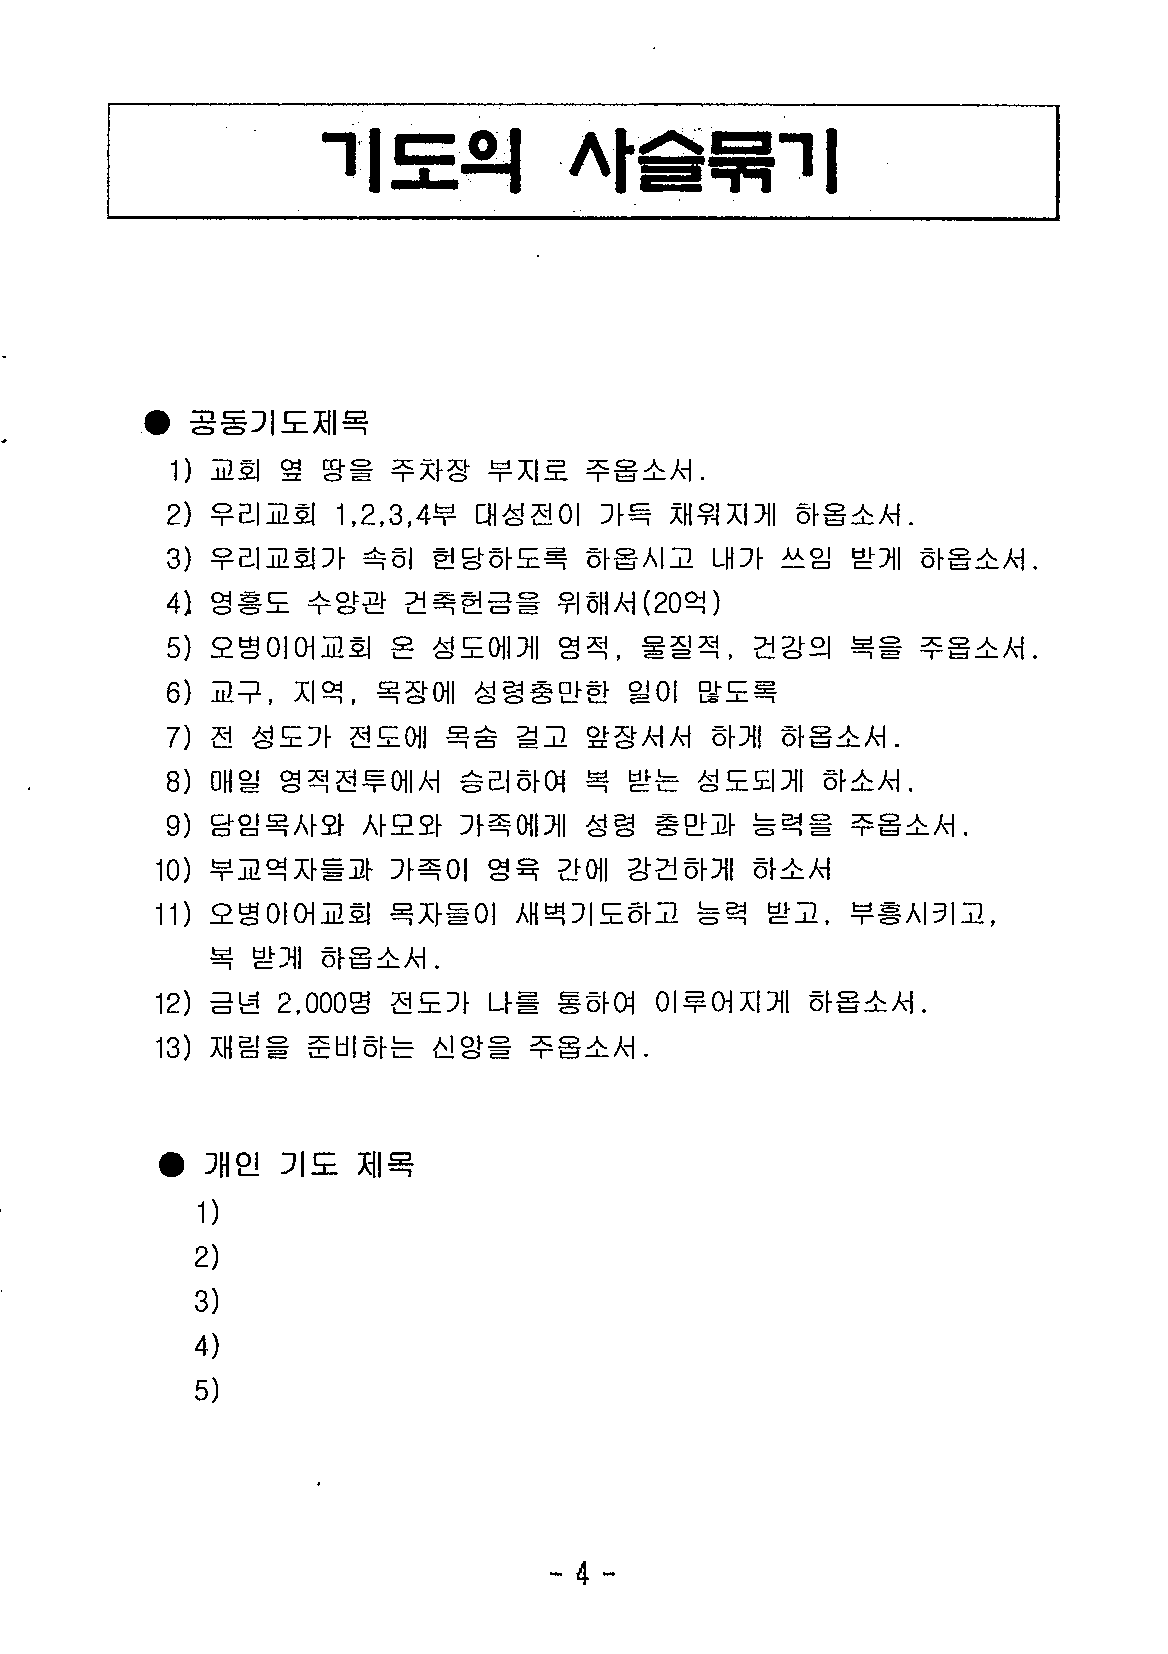 기도의 사슬묶기
● 공동기도제목
1) 교회 옆 땅을 주차장 부지로 주옵소서.
2) 우리교회 1,2,3,4부 대성전이 가득 채워지게 하옵소서.
3) 우리교회가 속히 헌당하도록 하옵시고 내가 쓰임 받게 하옵소서.
4) 영흥도 수양관 건축헌금을 위해서(20억)
5) 오병이어교회 온 성도에게 영적, 물질적, 건강의 복을 주옵소서.
6) 교구, 지역, 목장에 성령충만한 일이 많도록
7) 전 성도가 전도에 목숨 걸고 앞장서서 하게 하옵소서.
8) 매일 영적전투에서 승리하여 복 받는 성도되게 하소서.
9) 담임목사와 사모와 가족에게 성령 충만과 능력을 주옵소서.
10) 부교역자들과 가족이 영육 간에 강건하게 하소서
11) 오병이어교회 목자들이 새벽기도하고 능력 받고, 부흥시키고,
복 받게 하옵소서.
12) 금년 2,000명 전도가 나를 통하여 이루어지게 하옵소서.
13) 재림을 준비하는 신앙을 주옵소서.
● 개인 기도 제목
1)
2)
3)
4)
5)
- 4 -